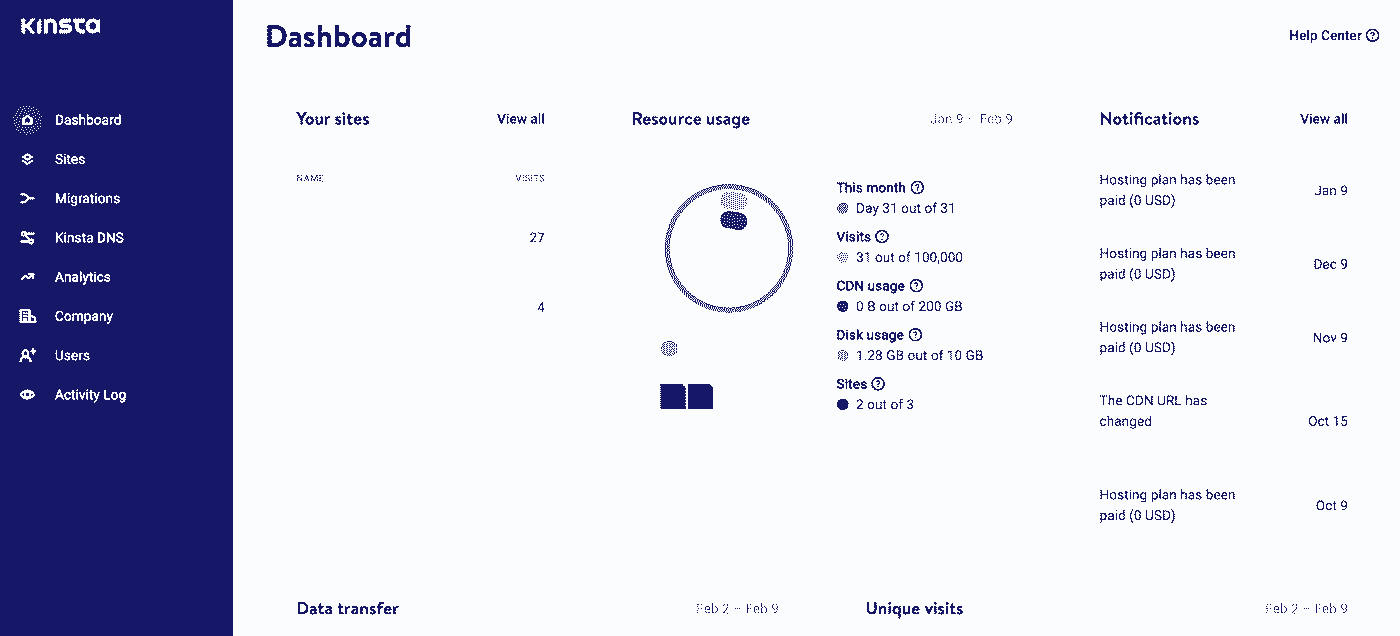 Kinsta
Dashboard
Help Center
Dashboard
Sites
Migrations
Kinsta DNS
Analytics
Company
Users
Activity Log
Your sites
View all
NAME
VISITS
27
4
Resource usage
Jan 9 - Feb 9
This month
Day 31 out of 31
Visits
31 out of 100,000
CDN usage
0.8 out of 200 GB
Disk usage
1.28 GB out of 10 GB
Sites
2 out of 3
Notifications
View all
Hosting plan has been
paid (0 USD)
Jan 9
Hosting plan has been
paid (0 USD)
Dec 9
Hosting plan has been
paid (0 USD)
Nov 9
The CDN URL has
changed
Oct 15
Hosting plan has been
paid (0 USD)
Oct 9
Data transfer
Feb 2 - Feb 9
Unique visits
Feb 2 - Feb 9